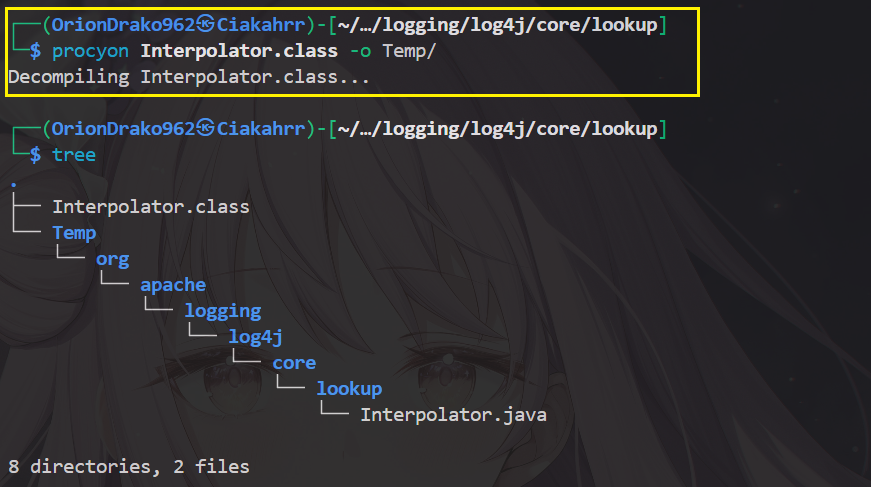 ┌──(OrionDrako962㉿Ciakahrr)-[~/…/logging/log4j/core/lookup]
└─$ procyon Interpolator.class -o Temp/
Decompiling Interpolator.class...
┌──(OrionDrako962㉿Ciakahrr)-[~/…/logging/log4j/core/lookup]
└─$ tree
.
├── Interpolator.class
└── Temp
    └── org
        └── apache
            └── logging
                └── log4j
                    └── core
                        └── lookup
                            └── Interpolator.java
8 directories, 2 files